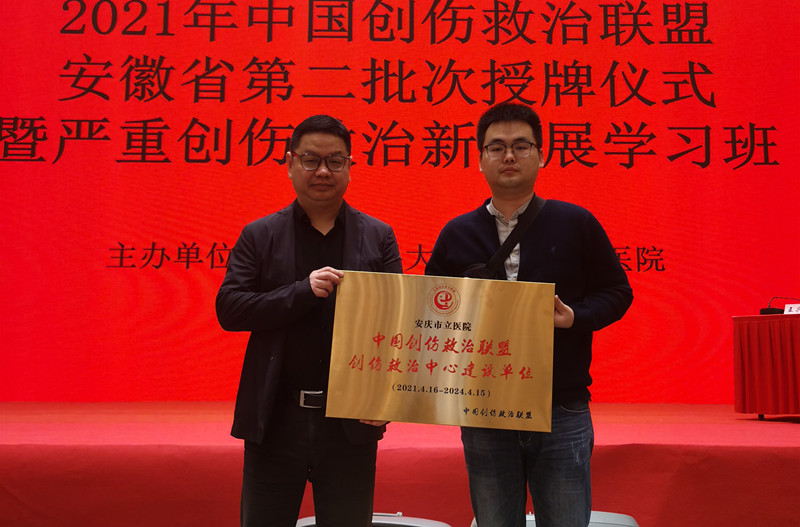 2021年中国创伤救治联盟
安徽省第二批次授牌仪式
暨严重创伤 治新 展学习班
主办单位 大 医院
安庆市立医院
中国创伤救治联盟
创伤救治中心建设单位
(2021.4.16-2024.4.15)
中国创伤救治联盟